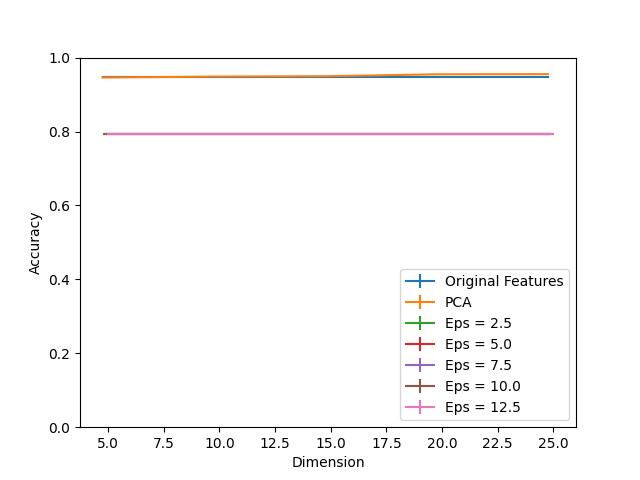 1.0
0.8
0.6
0.4
0.2
0.0
Accuracy
Original Features
PCA
Eps = 2.5
Eps = 5.0
Eps = 7.5
Eps = 10.0
Eps = 12.5
5.0 7.5 10.0 12.5 15.0 17.5 20.0 22.5 25.0
Dimension